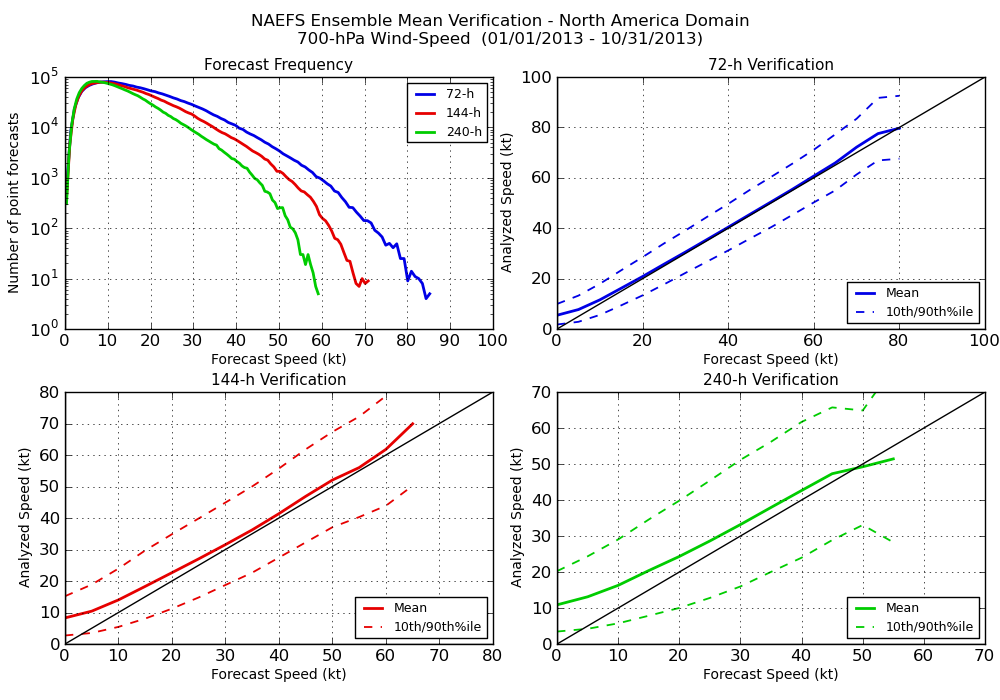 NAEFS Ensemble Mean Verification - North America Domain
700-hPa Wind-Speed (01/01/2013 - 10/31/2013)
Forecast Frequency
Number of point forecasts
10^5
10^4
10^3
10^2
10^1
10^0
72-h
144-h
240-h
0 10 20 30 40 50 60 70 80 90 100
Forecast Speed (kt)
72-h Verification
Analyzed Speed (kt)
100
80
60
40
20
0
Mean
10th/90th%ile
0 20 40 60 80 100
Forecast Speed (kt)
144-h Verification
Analyzed Speed (kt)
80
70
60
50
40
30
20
10
0
Mean
10th/90th%ile
0 10 20 30 40 50 60 70 80
Forecast Speed (kt)
240-h Verification
Analyzed Speed (kt)
70
60
50
40
30
20
10
0
Mean
10th/90th%ile
0 10 20 30 40 50 60 70
Forecast Speed (kt)